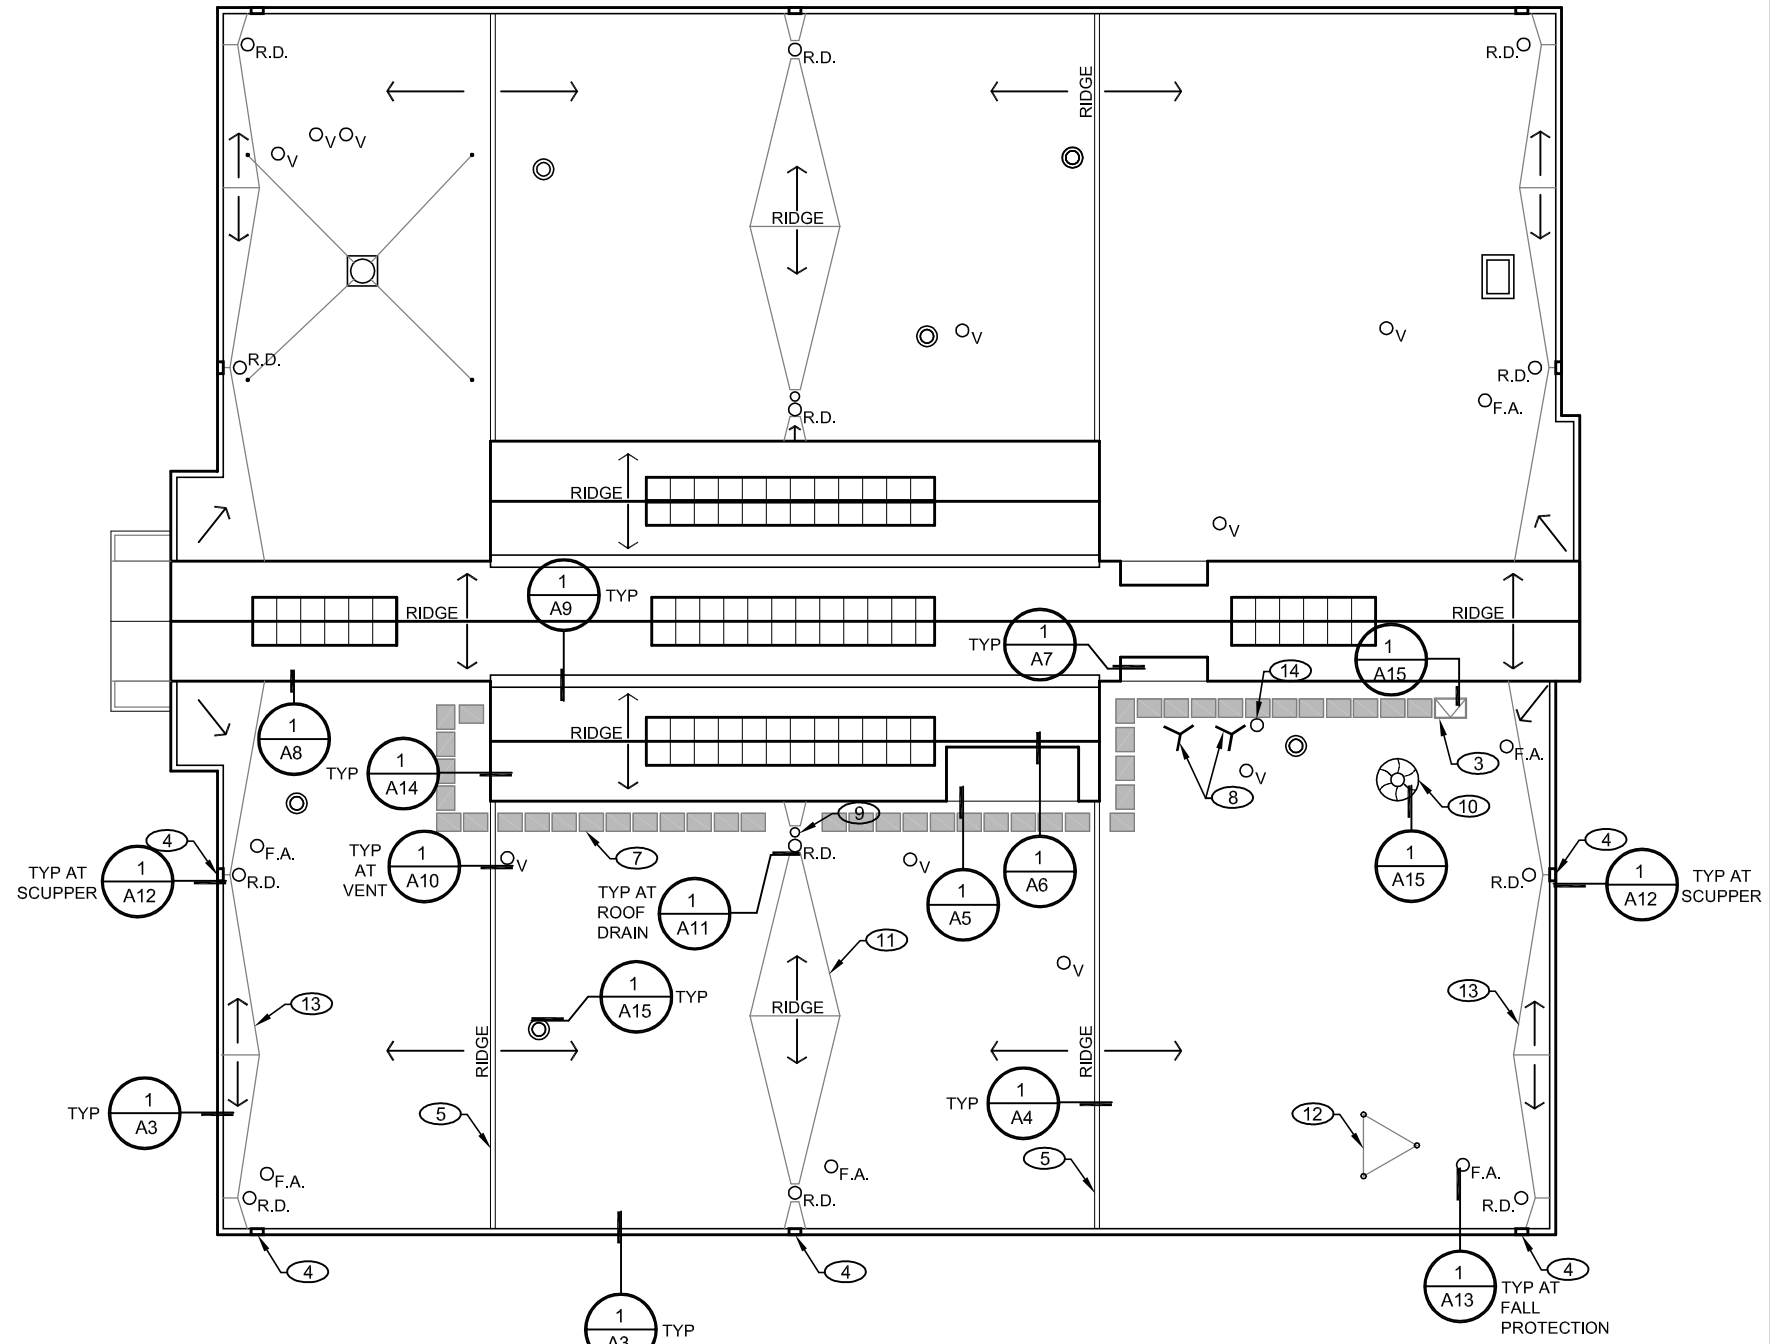 R.D.
R.D.
R.D.
RIDGE
V V
V
RIDGE
V
V
R.D.
R.D.
F.A.
R.D.
RIDGE
V
1
A9
TYP
RIDGE
RIDGE
TYP
1
A7
1
A15
14
1
A8
RIDGE
F.A.
3
TYP
1
A14
V
8
10
9
4
F.A.
TYP
AT
VENT
1
A10
V
7
R.D.
V
1
A6
1
A15
4
TYP AT
SCUPPER
1
A12
R.D.
R.D.
1
A12
TYP AT
SCUPPER
TYP AT
ROOF
DRAIN
1
A11
1
A5
11
V
13
1
A15
TYP
RIDGE
13
RIDGE
RIDGE
TYP
1
A3
5
TYP
1
A4
12
5
F.A.
R.D.
F.A.
R.D.
F.A.
R.D.
4
4
4
1
A13
TYP AT
FALL
PROTECTION
1
A3
TYP